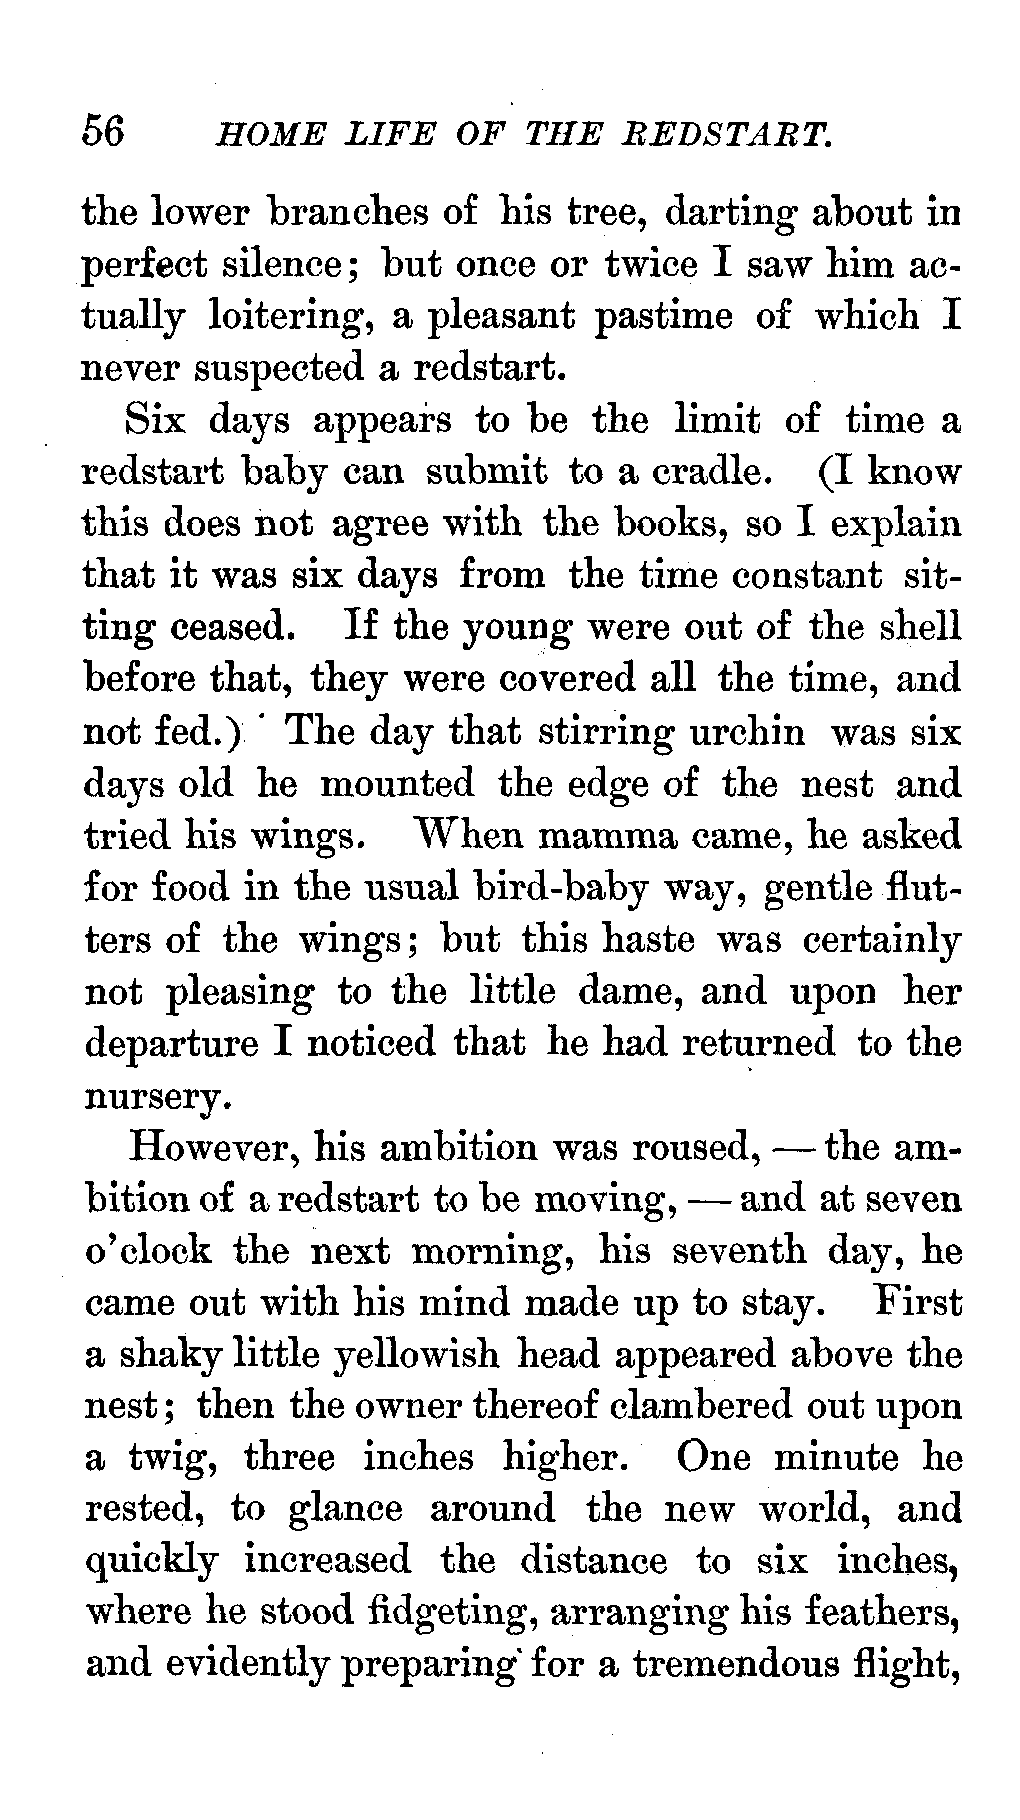 56 HOME LIFE OF THE REDSTART.
the lower branches of his tree, darting about in
perfect silence; but once or twice I saw him ac-
tually loitering, a pleasant pastime of which I
never suspected a redstart.
Six days appears to be the limit of time a
redstart baby can submit to a cradle. (I know
this does not agree with the books, so I explain
that it was six days from the time constant sit-
ting ceased. If the young were out of the shell
before that, they were covered all the time, and
not fed.) The day that stirring urchin was six
days old he mounted the edge of the nest and
tried his wings. When mamma came, he asked
for food in the usual bird-baby way, gentle flut-
ters of the wings; but this haste was certainly
not pleasing to the little dame, and upon her
departure I noticed that he had returned to the
nursery.
However, his ambition was roused, — the am-
bition of a redstart to be moving, — and at seven
o'clock the next morning, his seventh day, he
came out with his mind made up to stay. First
a shaky little yellowish head appeared above the
nest; then the owner thereof clambered out upon
a twig, three inches higher. One minute he
rested, to glance around the new world, and
quickly increased the distance to six inches,
where he stood fidgeting, arranging his feathers,
and evidently preparing for a tremendous flight,